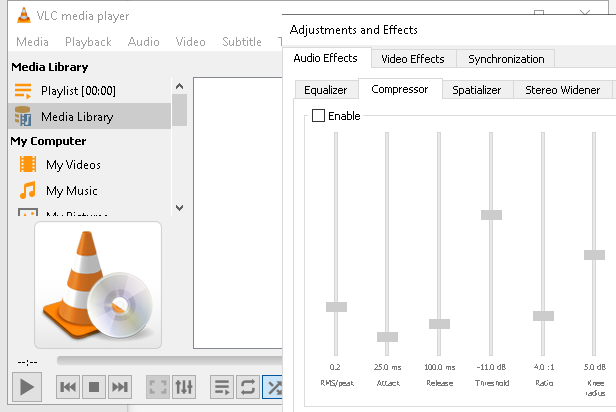 VLC media player
Media Playback Audio Video Subtitle
Media Library
Playlist [00:00]
Media Library
My Computer
My Videos
My Music
My Pictures
--:--
Adjustments and Effects
Audio Effects Video Effects Synchronization
Equalizer Compressor Spatializer Stereo Widener
Enable
0.2 25.0 ms 100.0 ms -11.0 dB 4.0 :1 5.0 dB
RMS/peak Attack Release Threshold Ratio Knee
radius